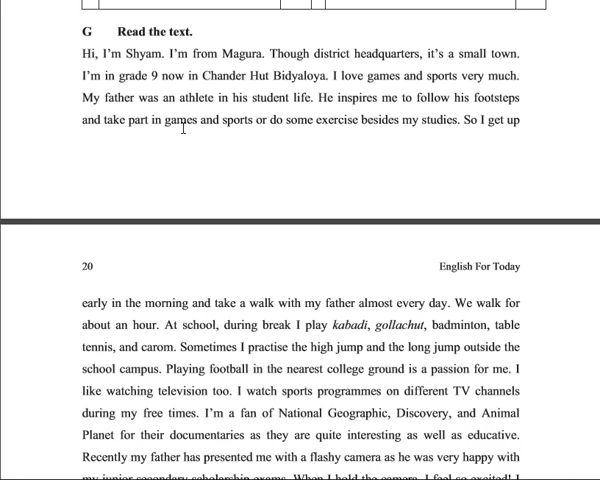 G Read the text.
Hi, I’m Shyam. I’m from Magura. Though district headquarters, it’s a small town.
I’m in grade 9 now in Chander Hut Bidyaloya. I love games and sports very much.
My father was an athlete in his student life. He inspires me to follow his footsteps
and take part in games and sports or do some exercise besides my studies. So I get up
20 English For Today
early in the morning and take a walk with my father almost every day. We walk for
about an hour. At school, during break I play kabadi, gollachut, badminton, table
tennis, and carom. Sometimes I practise the high jump and the long jump outside the
school campus. Playing football in the nearest college ground is a passion for me. I
like watching television too. I watch sports programmes on different TV channels
during my free times. I’m a fan of National Geographic, Discovery, and Animal
Planet for their documentaries as they are quite interesting as well as educative.
Recently my father has presented me with a flashy camera as he was very happy with
my junior secondary scholarship exams. When I hold the camera, I feel so excited! I